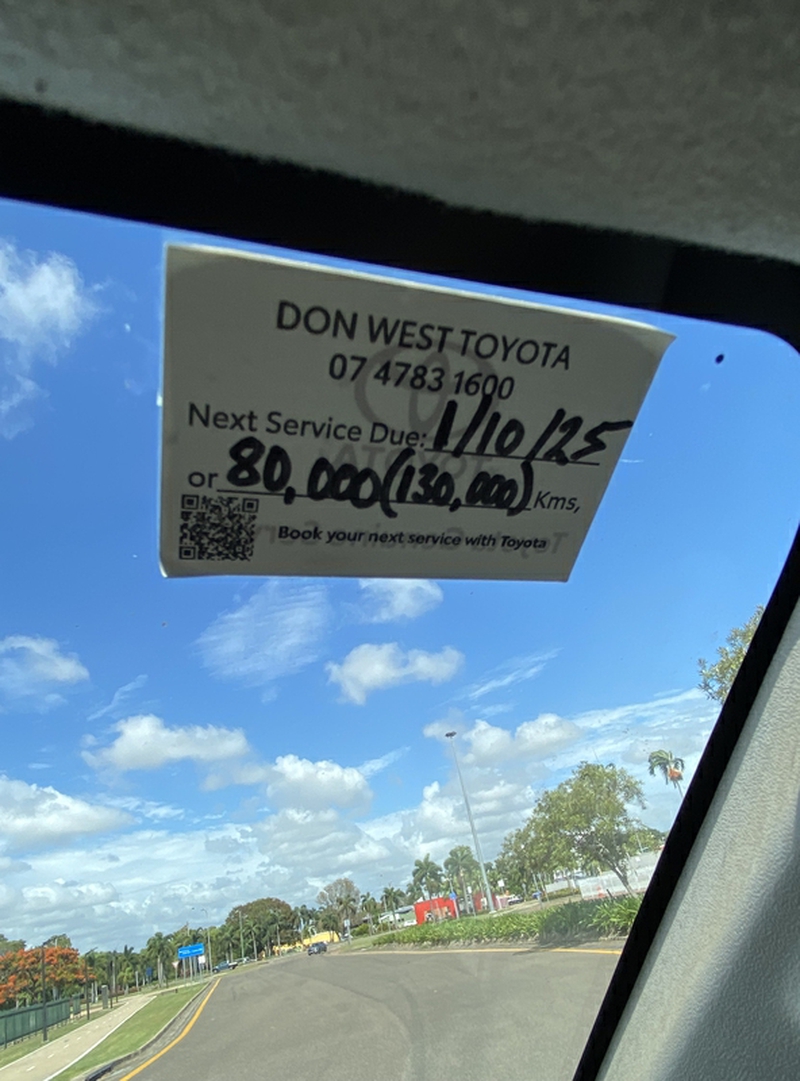 DON WEST TOYOTA
07 4783 1600
Next Service Due: 1/10/25
or 80,000(130,000) Kms,
Book your next service with Toyota